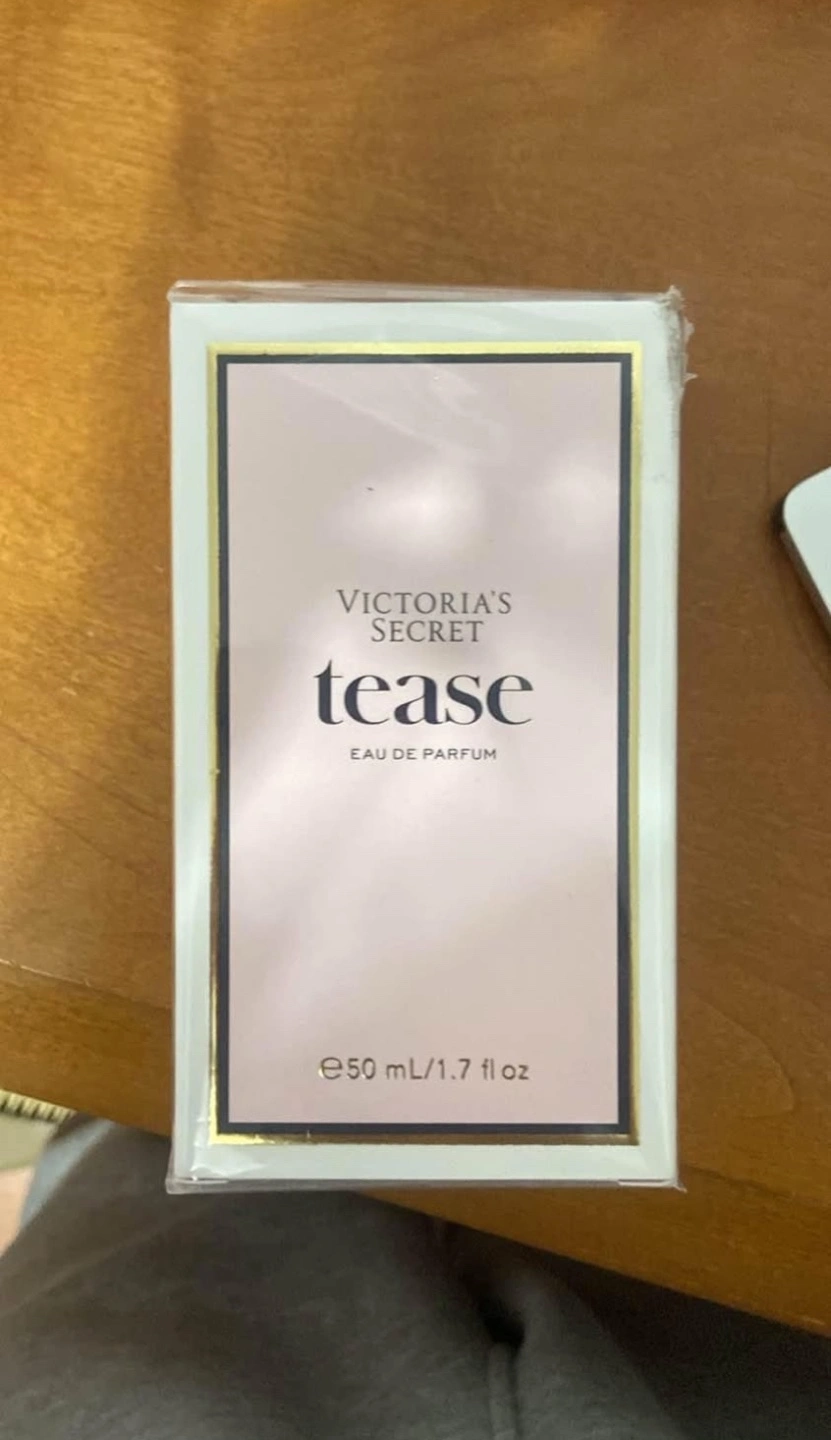 VICTORIA'S
SECRET
tease
EAU DE PARFUM
℮50 mL/1.7 fl oz